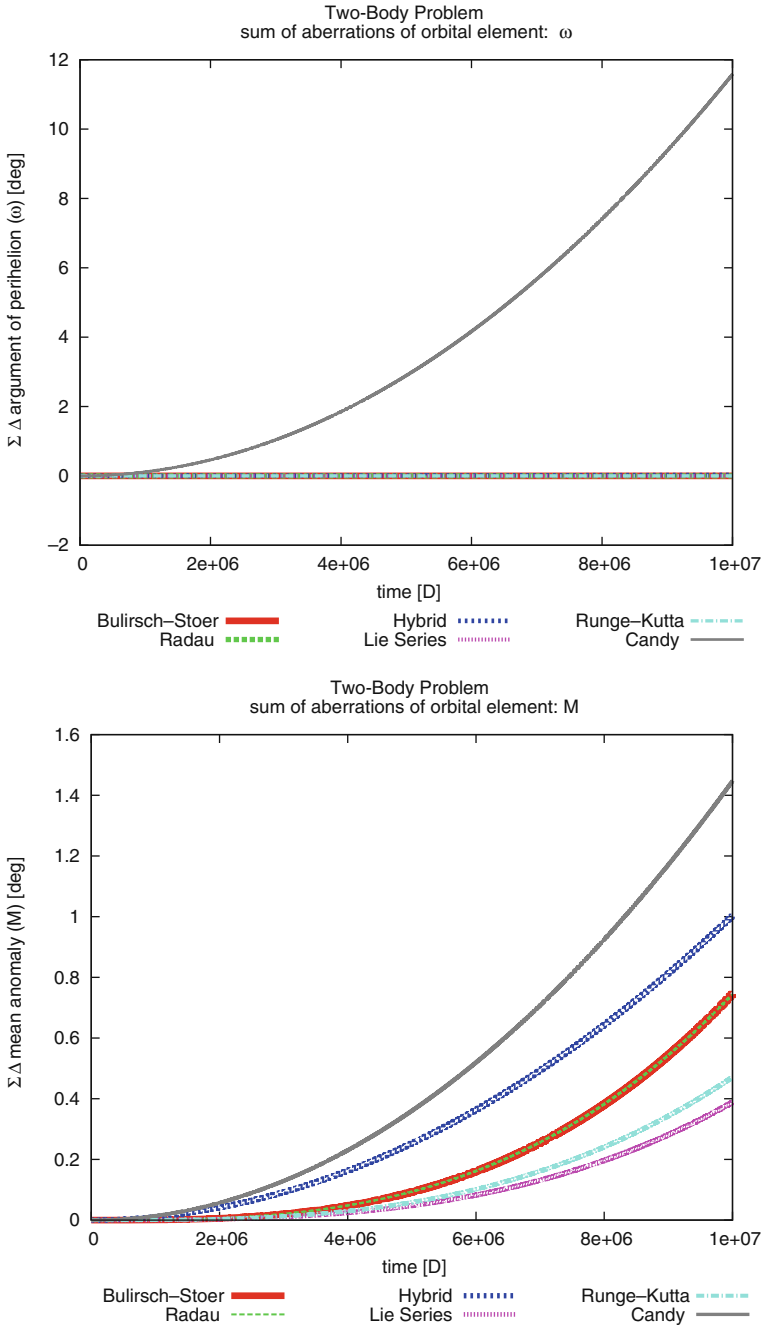 Two-Body Problem
sum of aberrations of orbital element: ω
12
10
8
6
4
2
0
−2
Σ Δ argument of perihelion (ω) [deg]
0 2e+06 4e+06 6e+06 8e+06 1e+07
time [D]
Bulirsch−Stoer Hybrid Runge−Kutta
Radau Lie Series Candy
Two-Body Problem
sum of aberrations of orbital element: M
1.6
1.4
1.2
1
0.8
0.6
0.4
0.2
0
Σ Δ mean anomaly (M) [deg]
0 2e+06 4e+06 6e+06 8e+06 1e+07
time [D]
Bulirsch−Stoer Hybrid Runge−Kutta
Radau Lie Series Candy